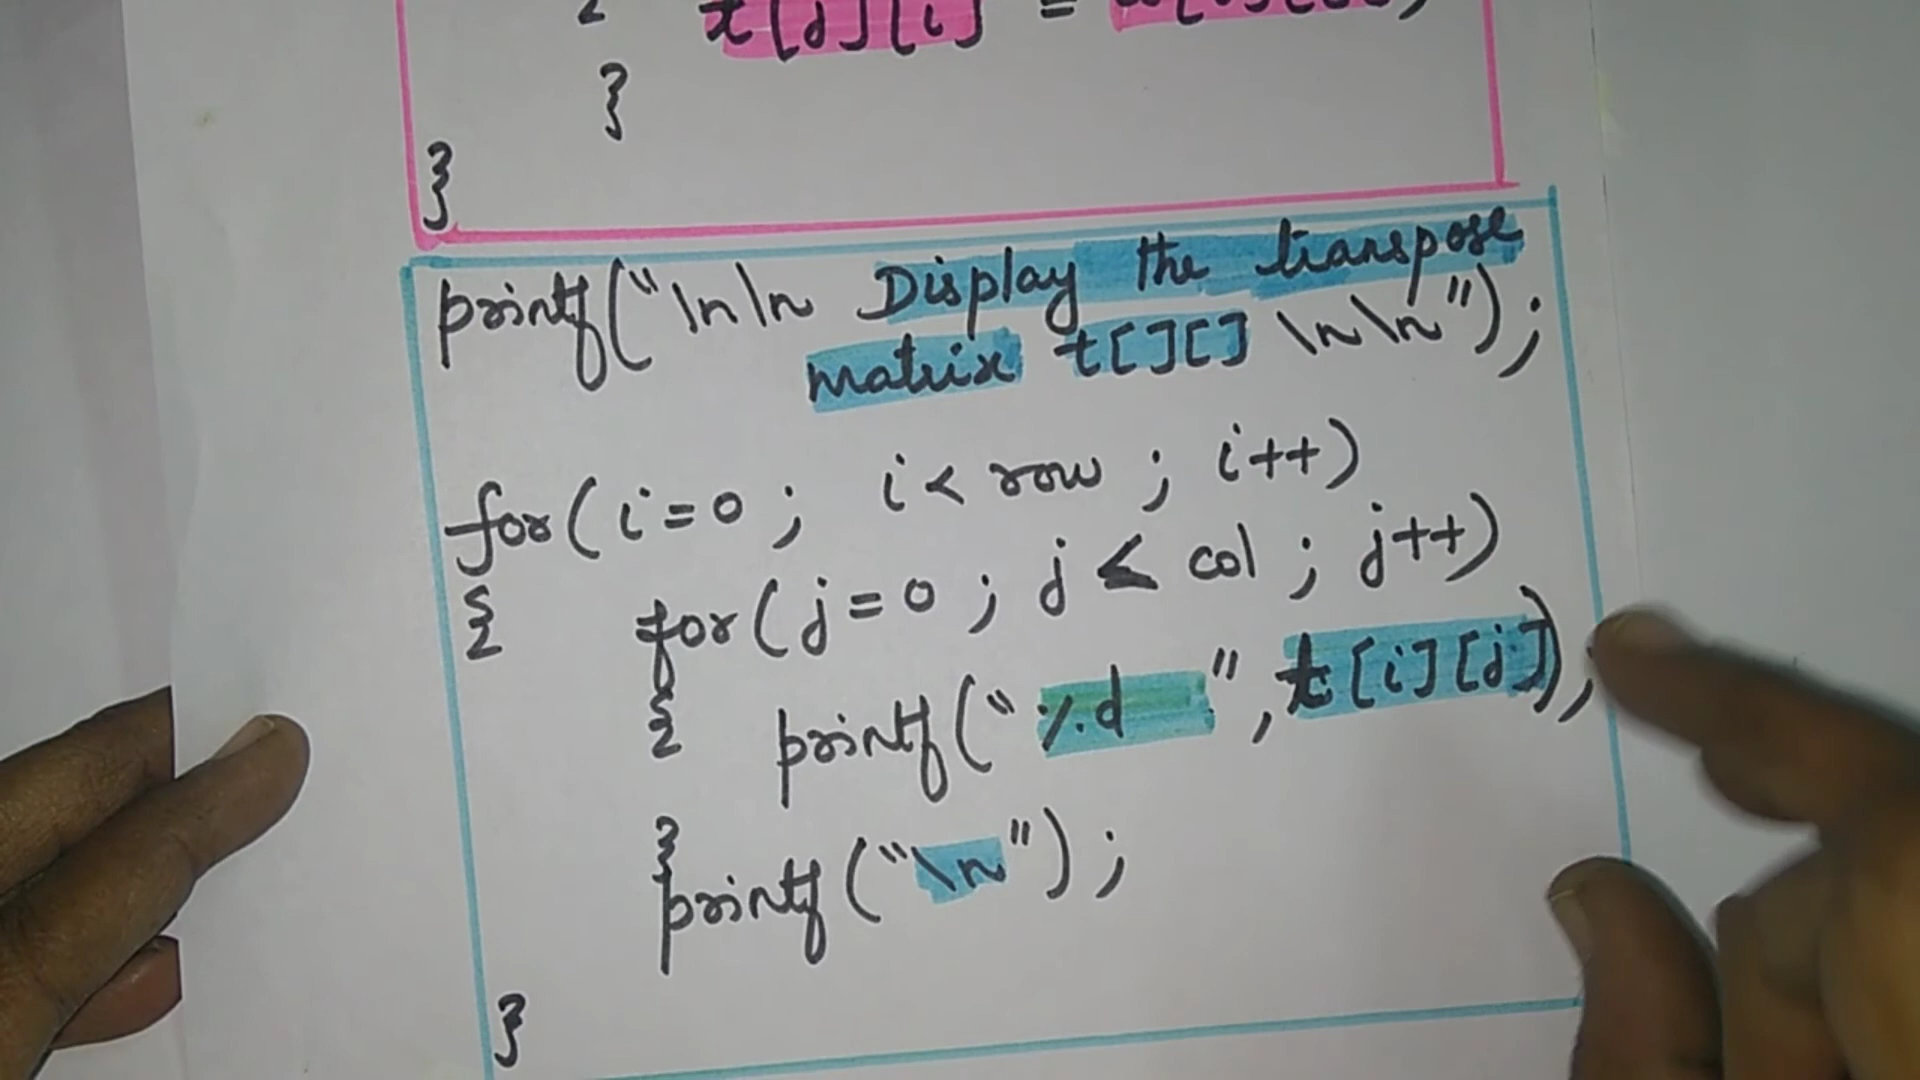 { t[j][i] =
}
}
printf("\n\n Display the transpose
matrix t[][] \n\n");
for(i=0; i< row; i++)
{ for(j=0; j < col; j++)
{ printf("%d ", t[i][j]);
}
printf("\n");
}